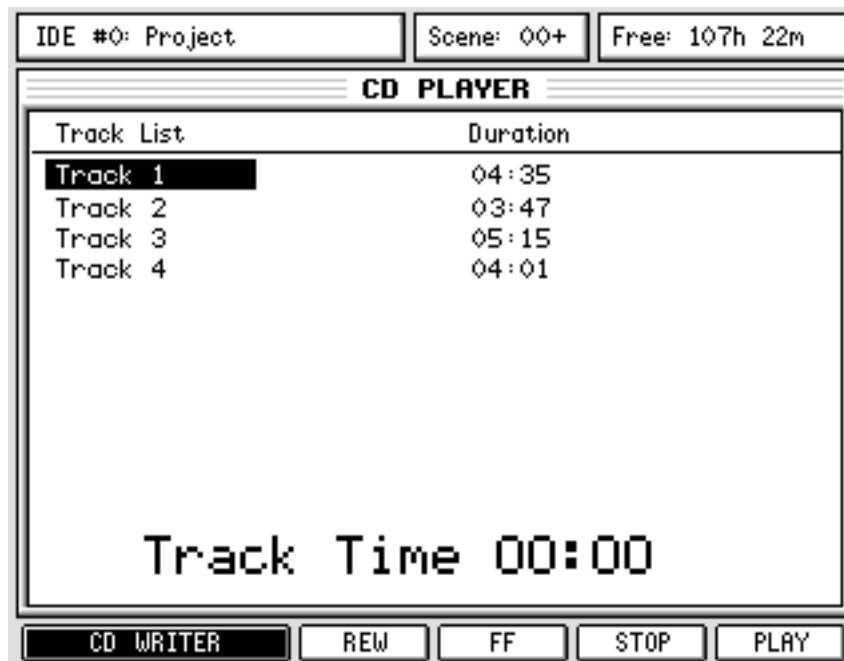 IDE #0: Project Scene: 00+ Free: 107h 22m
CD PLAYER
Track List Duration
Track 1 04:35
Track 2 03:47
Track 3 05:15
Track 4 04:01
Track Time 00:00
CD WRITER REW FF STOP PLAY